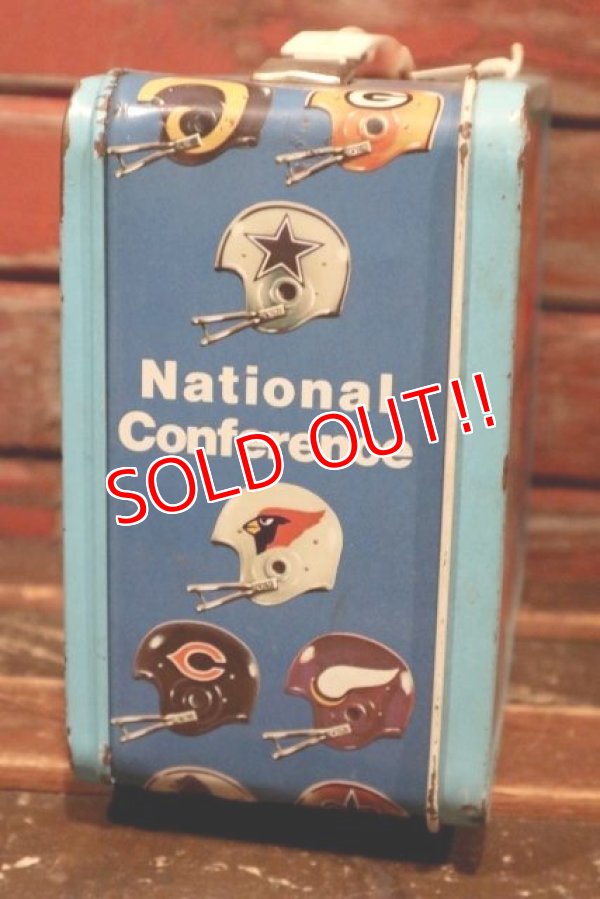 G
National
Conference
SOLD OUT!!
C